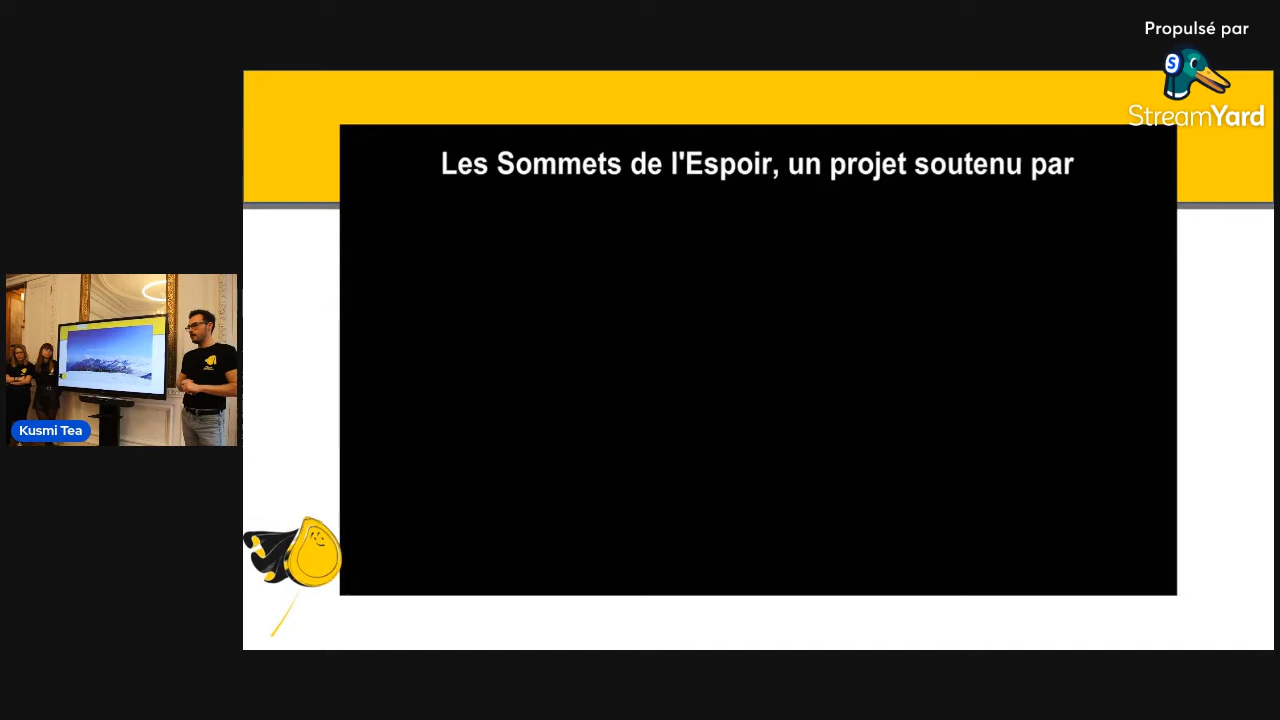 Propulsé par
StreamYard
Les Sommets de l'Espoir, un projet soutenu par
Kusmi Tea